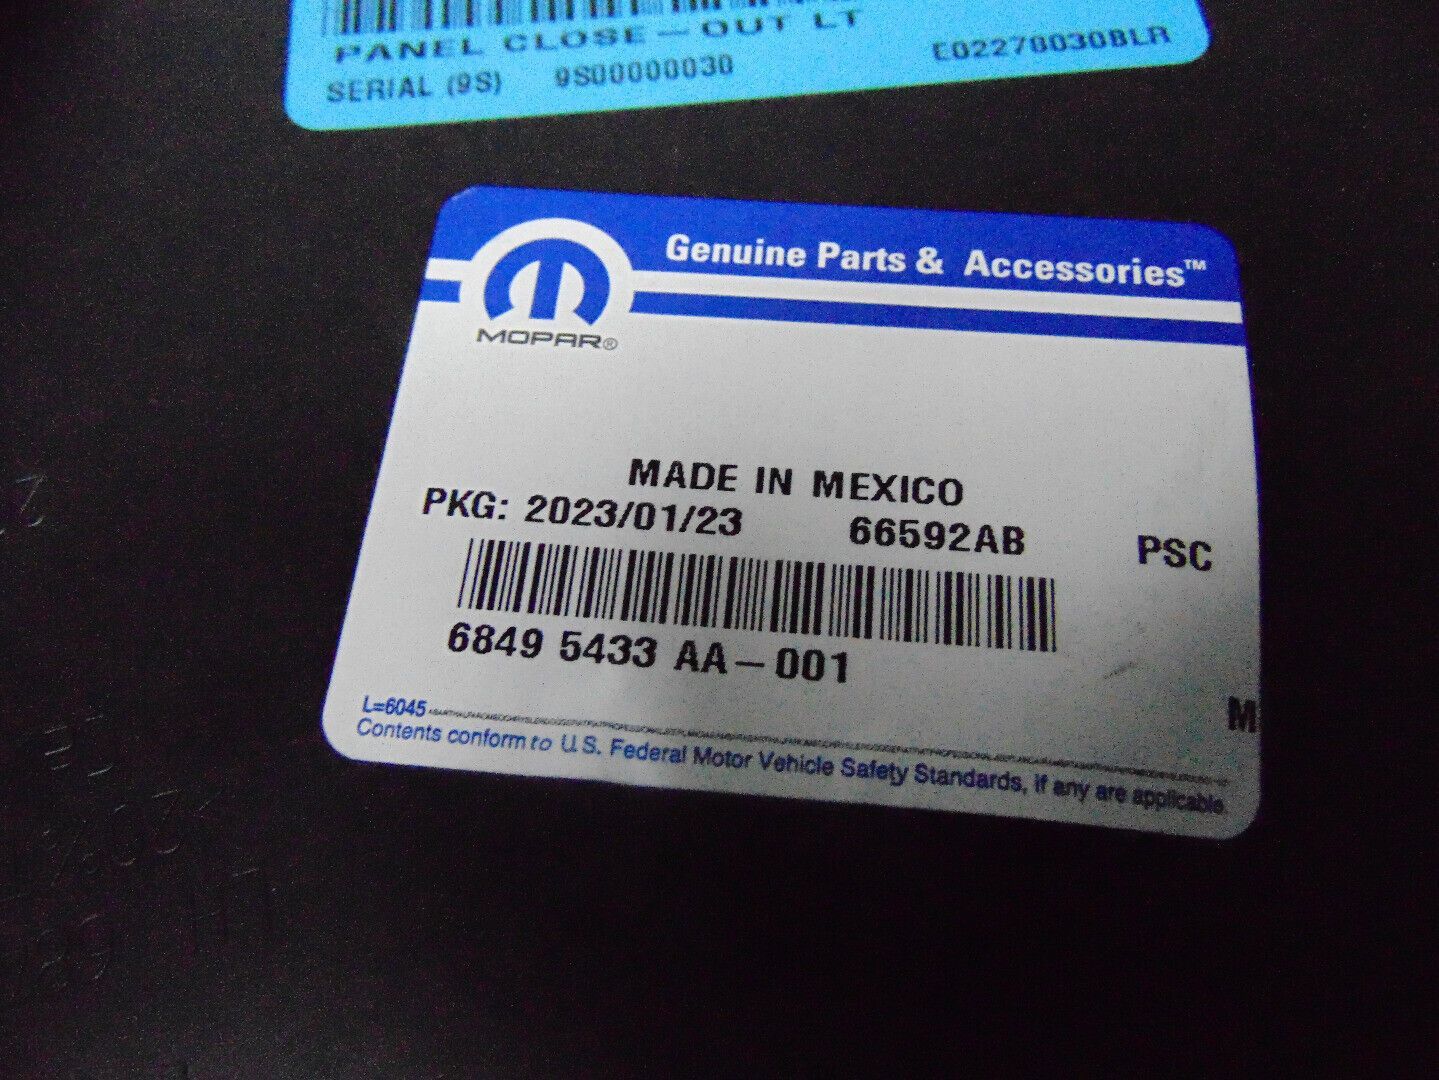 PANEL CLOSE-OUT LT
SERIAL (9S) 9S00000030 E02270030BLR
Genuine Parts & Accessories™
MOPAR®
MADE IN MEXICO
PKG: 2023/01/23 66592AB PSC
6849 5433 AA-001
M
L=6045
Contents conform to U.S. Federal Motor Vehicle Safety Standards, if any are applicable.